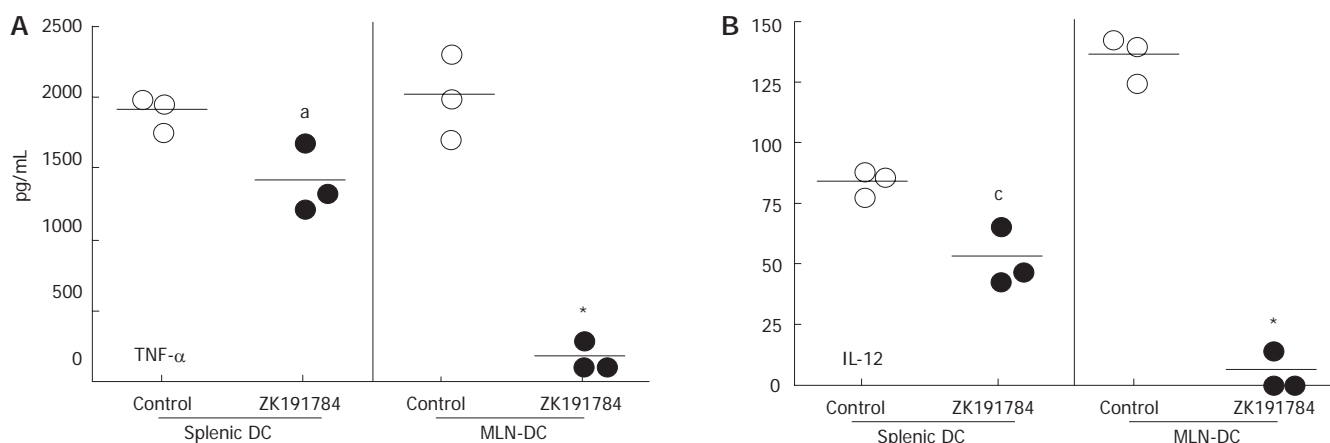 A
2500
2000
1500
1000
500
0
pg/mL
a
*
TNF-α
Control
ZK191784
Control
ZK191784
Splenic DC
MLN-DC
B
150
125
100
75
50
25
0
c
*
IL-12
Control
ZK191784
Control
ZK191784
Splenic DC
MLN-DC